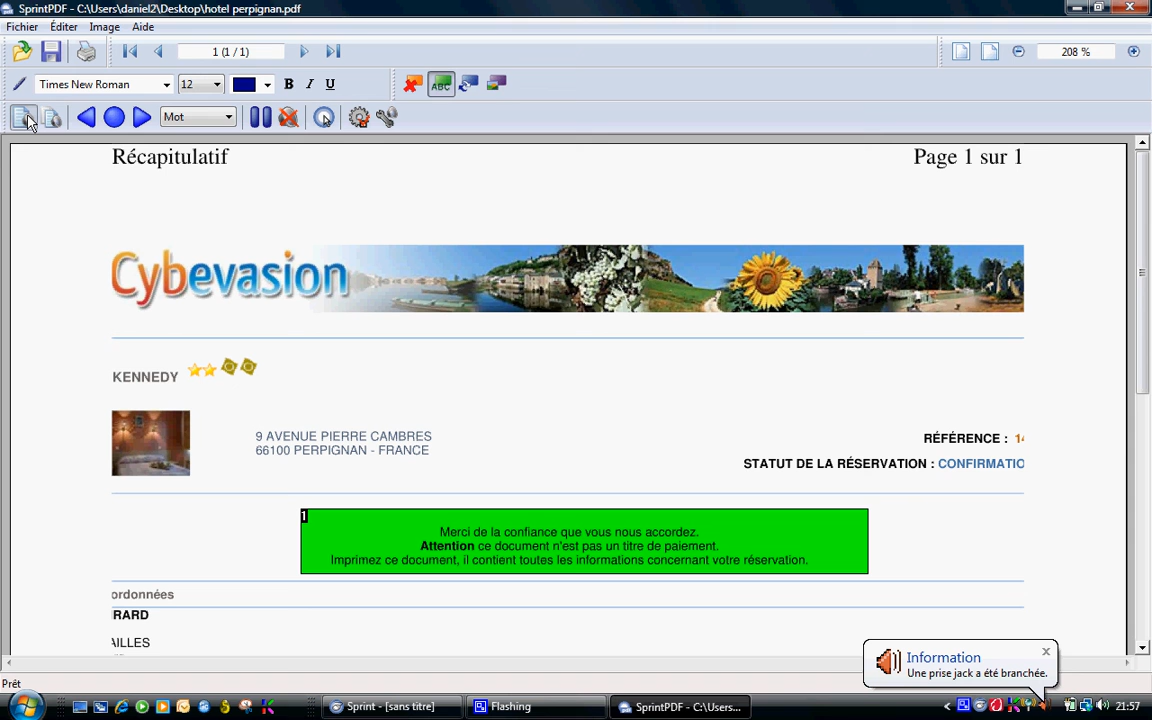 SprintPDF - C:\Users\daniel2\Desktop\hotel perpignan.pdf
Fichier Éditer Image Aide
1 (1 / 1)
208 %
Times New Roman
12
B I U
ABC
Mot
Récapitulatif
Page 1 sur 1
Cybevasion
KENNEDY
9 AVENUE PIERRE CAMBRES
66100 PERPIGNAN - FRANCE
RÉFÉRENCE : 14
STATUT DE LA RÉSERVATION : CONFIRMATIO
1
Merci de la confiance que vous nous accordez.
Attention ce document n'est pas un titre de paiement.
Imprimez ce document, il contient toutes les informations concernant votre réservation.
ordonnées
RARD
AILLES
Information
Une prise jack a été branchée.
Prêt
Sprint - [sans titre]
Flashing
SprintPDF - C:\Users...
21:57